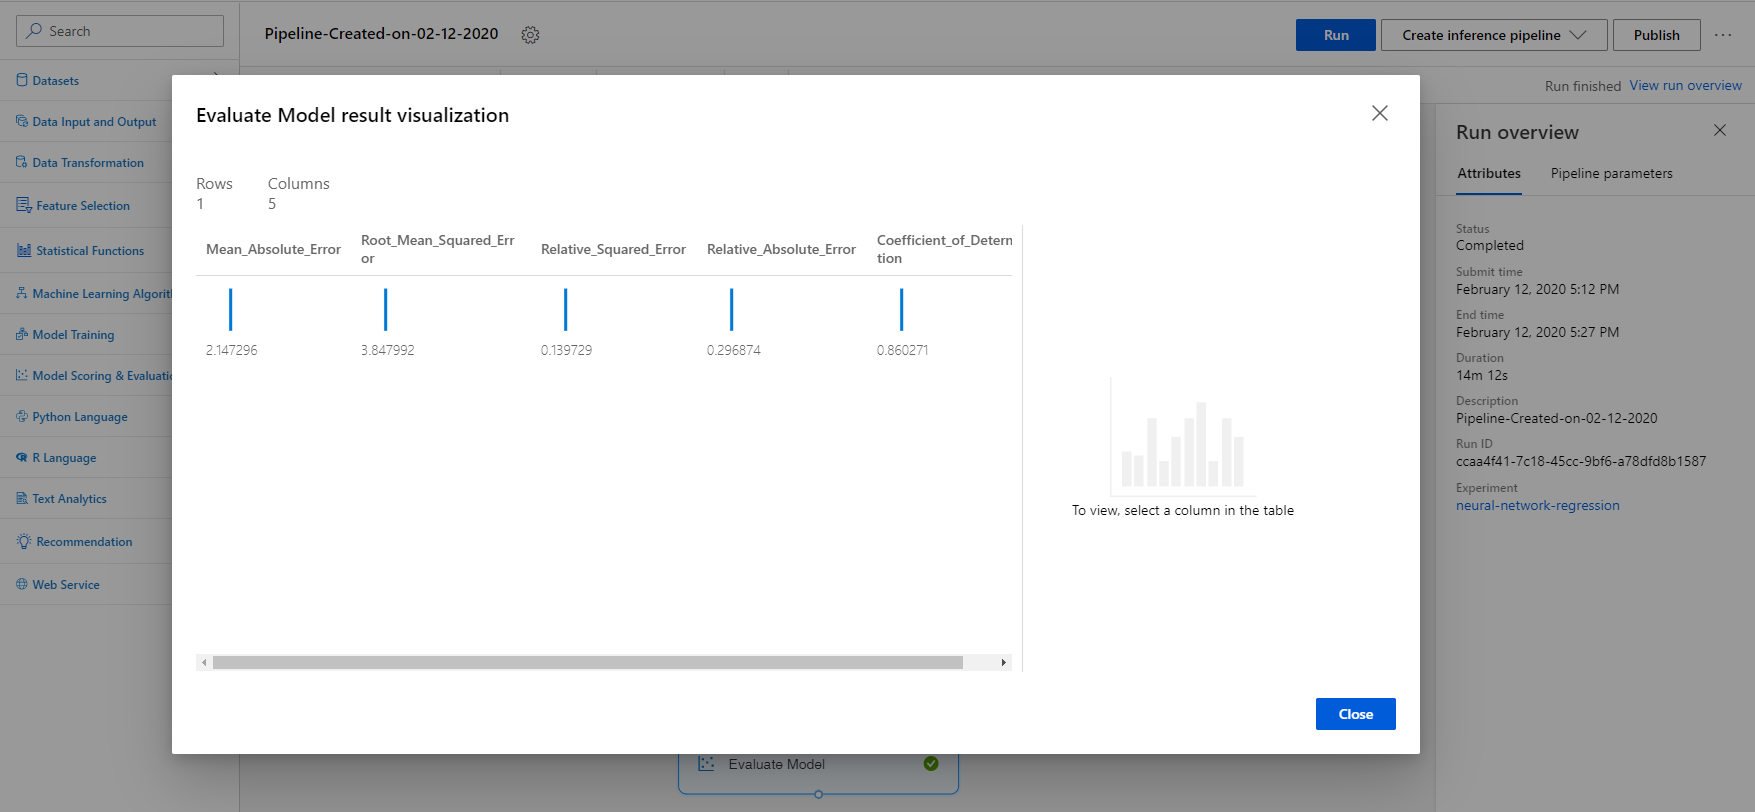 Search
Pipeline-Created-on-02-12-2020
Run
Create inference pipeline
Publish
Run finished
View run overview
Datasets
Data Input and Output
Data Transformation
Feature Selection
Statistical Functions
Machine Learning Algorit
Model Training
Model Scoring & Evaluatio
Python Language
R Language
Text Analytics
Recommendation
Web Service
Evaluate Model result visualization
Rows
1
Columns
5
Mean_Absolute_Error
Root_Mean_Squared_Err
or
Relative_Squared_Error
Relative_Absolute_Error
Coefficient_of_Determ
tion
2.147296
3.847992
0.139729
0.296874
0.860271
To view, select a column in the table
Close
Evaluate Model
Run overview
Attributes
Pipeline parameters
Status
Completed
Submit time
February 12, 2020 5:12 PM
End time
February 12, 2020 5:27 PM
Duration
14m 12s
Description
Pipeline-Created-on-02-12-2020
Run ID
ccaa4f41-7c18-45cc-9bf6-a78dfd8b1587
Experiment
neural-network-regression